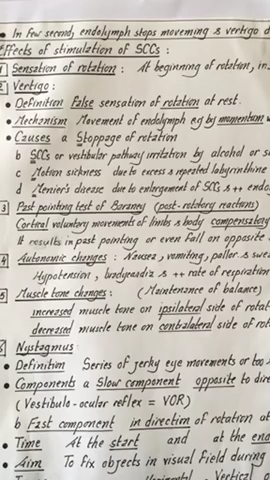 • In few second, endolymph stops movemeng & vertigo d
Effects of stimulation of SCCs :
1 Sensation of rotation : At beginning of rotation, in
2 Vertigo :
• Definition False sensation of rotation at rest.
• Mechanism Movement of endolymph eg by momentum w
• Causes a Stoppage of rotation
b SCCs or vestibular pathway irritation by alcohol or s
c Motion sickness due to excess & repeated labyrinthine
d Menier's disease due to enlargement of SCCs & ++ endo
3 Past pointing test of Barany (post-rotatory reactions)
Cortical voluntary movements of limbs & body compensatory
It results in past pointing or even fall on opposite
4 Autonomic changes : Nausea, vomiting, pallor & swe
Hypotension, bradycardia & ++ rate of respiration
5 Muscle tone changes : (Maintenance of balance)
increased muscle tone on ipsilateral side of rotat
decreased muscle tone on contralateral side of rot
6 Nystagmus
• Definition Series of jerky eye movements or too &
• Components a Slow component opposite to dire
(Vestibulo-ocular reflex = VOR)
b Fast component in direction of rotation at
• Time At the start and at the end
• Aim To fix objects in visual field during
Horizontal, Vertical